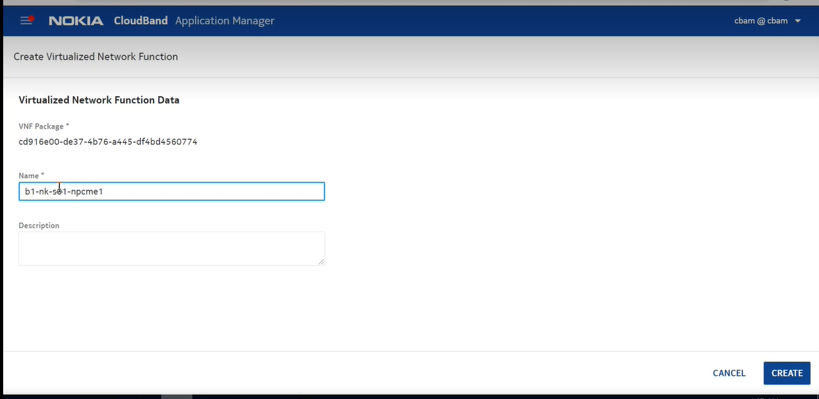 NOKIA CloudBand Application Manager
cbam @ cbam
Create Virtualized Network Function
Virtualized Network Function Data
VNF Package *
cd916e00-de37-4b76-a445-df4bd4560774
Name *
b1-nk-s01-npcme1
Description
CANCEL CREATE